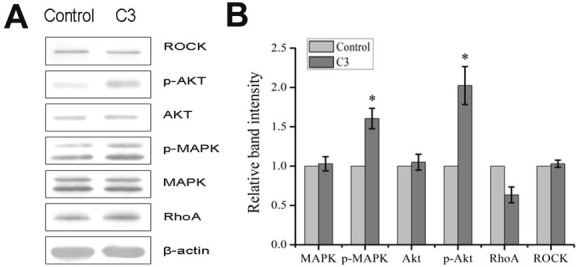 A
Control C3
ROCK
p-AKT
AKT
p-MAPK
MAPK
RhoA
β-actin
B
Relative band intensity
2.5
2.0
1.5
1.0
0.5
0.0
Control
C3
*
*
MAPK p-MAPK Akt p-Akt RhoA ROCK